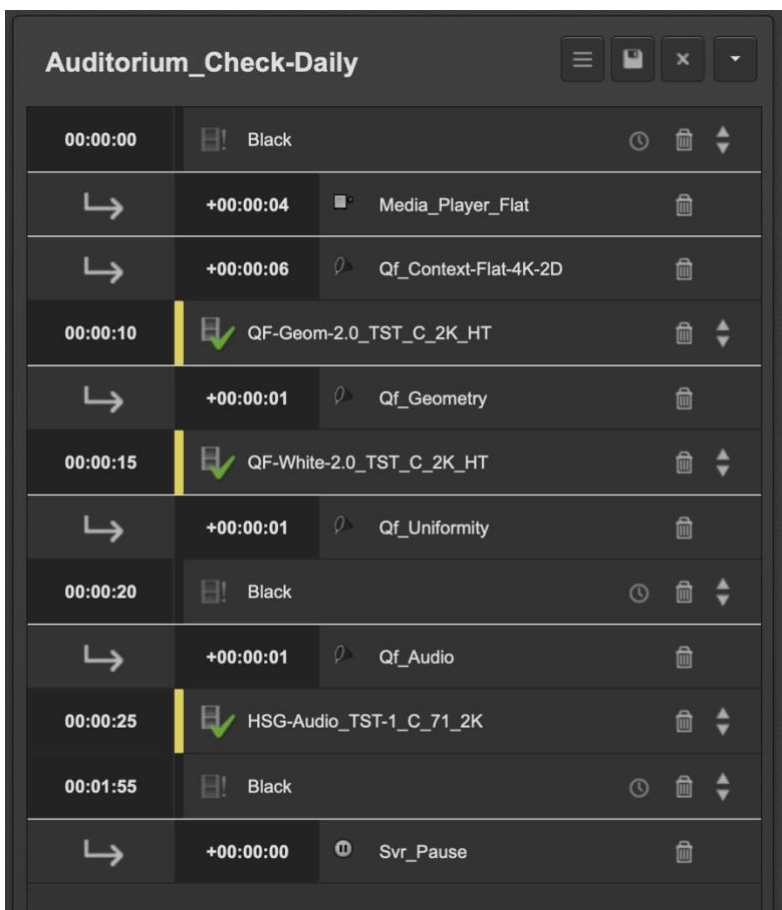 Auditorium_Check-Daily
00:00:00 Black
+00:00:04 Media_Player_Flat
+00:00:06 Qf_Context-Flat-4K-2D
00:00:10 QF-Geom-2.0_TST_C_2K_HT
+00:00:01 Qf_Geometry
00:00:15 QF-White-2.0_TST_C_2K_HT
+00:00:01 Qf_Uniformity
00:00:20 Black
+00:00:01 Qf_Audio
00:00:25 HSG-Audio_TST-1_C_71_2K
00:01:55 Black
+00:00:00 Svr_Pause